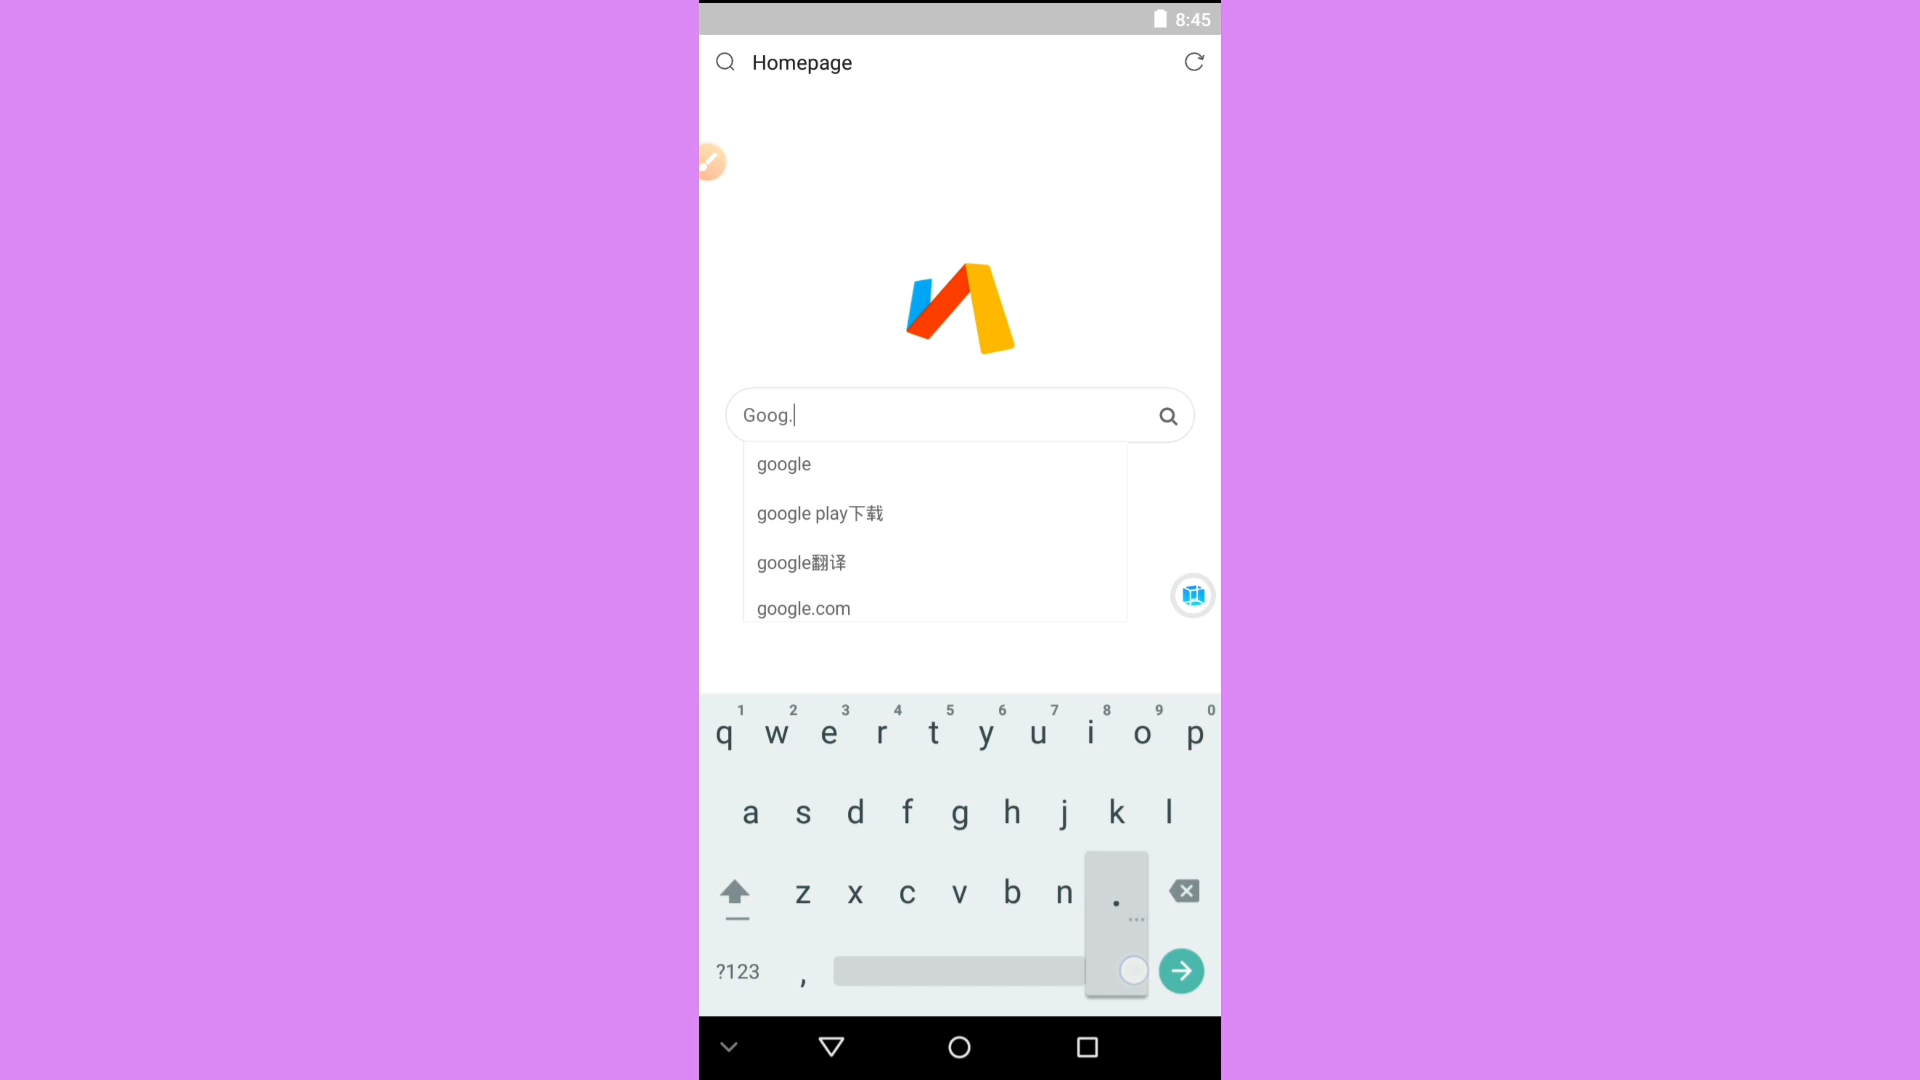 8:45
Homepage
Goog.
google
google play下载
google翻译
google.com
1 2 3 4 5 6 7 8 9 0
q w e r t y u i o p
a s d f g h j k l
z x c v b n .
?123 ,